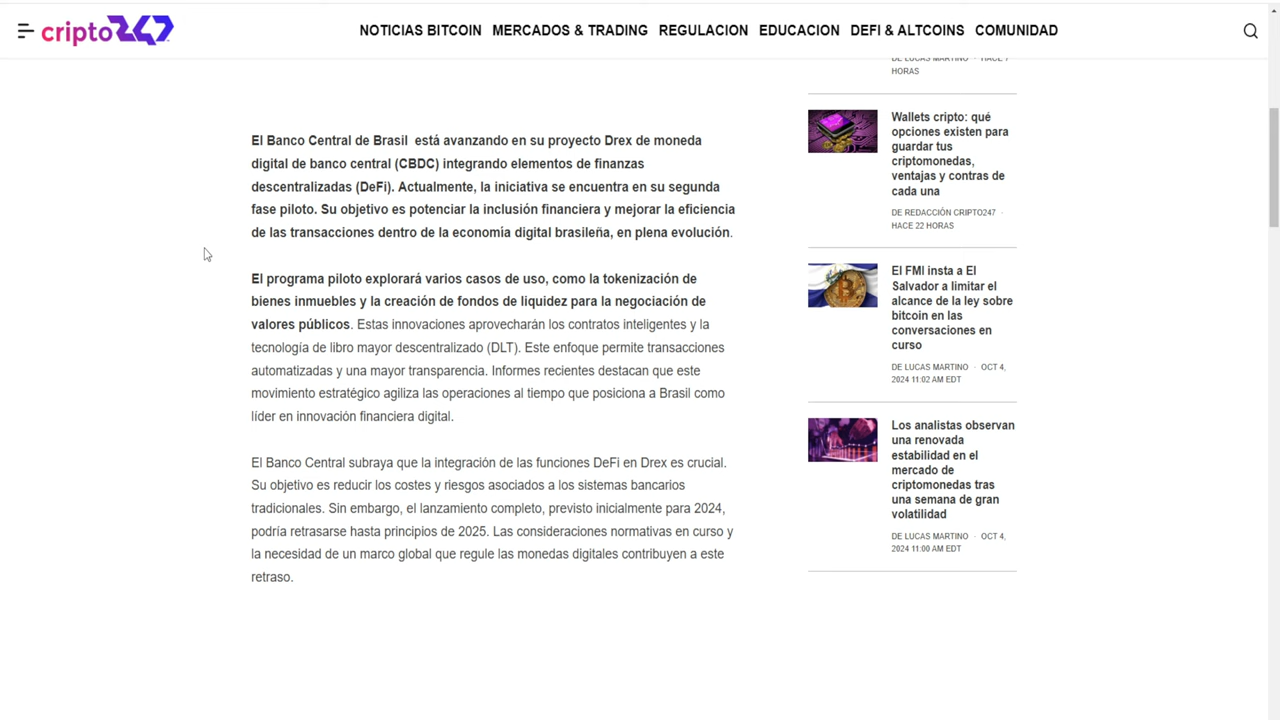 cripto247
NOTICIAS BITCOIN MERCADOS & TRADING REGULACION EDUCACION DEFI & ALTCOINS COMUNIDAD
El Banco Central de Brasil está avanzando en su proyecto Drex de moneda
digital de banco central (CBDC) integrando elementos de finanzas
descentralizadas (DeFi). Actualmente, la iniciativa se encuentra en su segunda
fase piloto. Su objetivo es potenciar la inclusión financiera y mejorar la eficiencia
de las transacciones dentro de la economía digital brasileña, en plena evolución.
El programa piloto explorará varios casos de uso, como la tokenización de
bienes inmuebles y la creación de fondos de liquidez para la negociación de
valores públicos. Estas innovaciones aprovecharán los contratos inteligentes y la
tecnología de libro mayor descentralizado (DLT). Este enfoque permite transacciones
automatizadas y una mayor transparencia. Informes recientes destacan que este
movimiento estratégico agiliza las operaciones al tiempo que posiciona a Brasil como
líder en innovación financiera digital.
El Banco Central subraya que la integración de las funciones DeFi en Drex es crucial.
Su objetivo es reducir los costes y riesgos asociados a los sistemas bancarios
tradicionales. Sin embargo, el lanzamiento completo, previsto inicialmente para 2024,
podría retrasarse hasta principios de 2025. Las consideraciones normativas en curso y
la necesidad de un marco global que regule las monedas digitales contribuyen a este
retraso.
DE LUCAS MARTINO · HACE 7
HORAS
Wallets cripto: qué
opciones existen para
guardar tus
criptomonedas,
ventajas y contras de
cada una
DE REDACCIÓN CRIPTO247 ·
HACE 22 HORAS
El FMI insta a El
Salvador a limitar el
alcance de la ley sobre
bitcoin en las
conversaciones en
curso
DE LUCAS MARTINO · OCT 4,
2024 11:02 AM EDT
Los analistas observan
una renovada
estabilidad en el
mercado de
criptomonedas tras
una semana de gran
volatilidad
DE LUCAS MARTINO · OCT 4,
2024 11:00 AM EDT